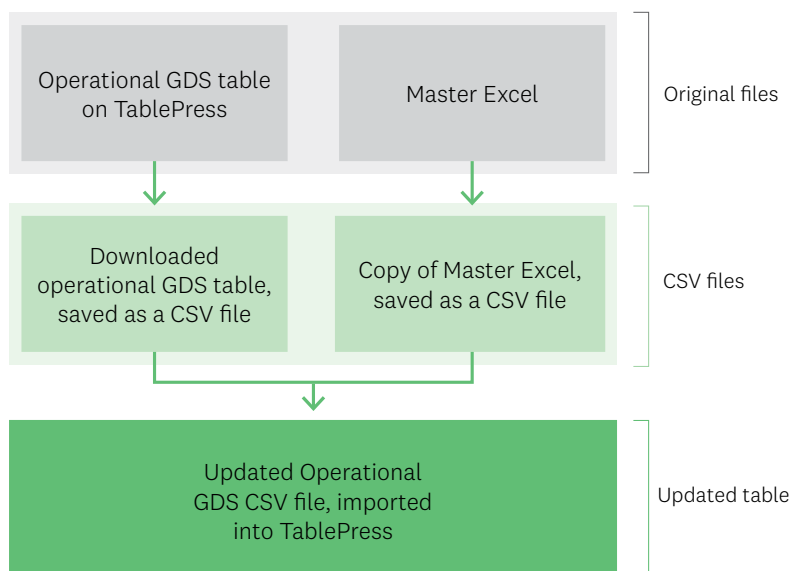 Operational GDS table
on TablePress
Master Excel
Original files
Downloaded
operational GDS table,
saved as a CSV file
Copy of Master Excel,
saved as a CSV file
CSV files
Updated Operational
GDS CSV file, imported
into TablePress
Updated table